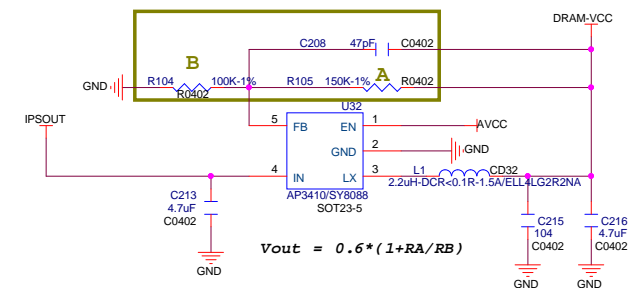 DRAM-VCC
C208 47pF C0402
B
A
GND R104 100K-1% R105 150K-1% R0402
R0402
U32
IPSOUT
5 FB EN 1 AVCC
GND 2 GND
4 IN LX 3 L1 CD32
2.2uH-DCR<0.1R-1.5A/ELL4LG2R2NA
AP3410/SY8088
SOT23-5
C213
4.7uF
C0402
C215
104
C0402
C216
4.7uF
C0402
Vout = 0.6*(1+RA/RB)
GND
GND
GND